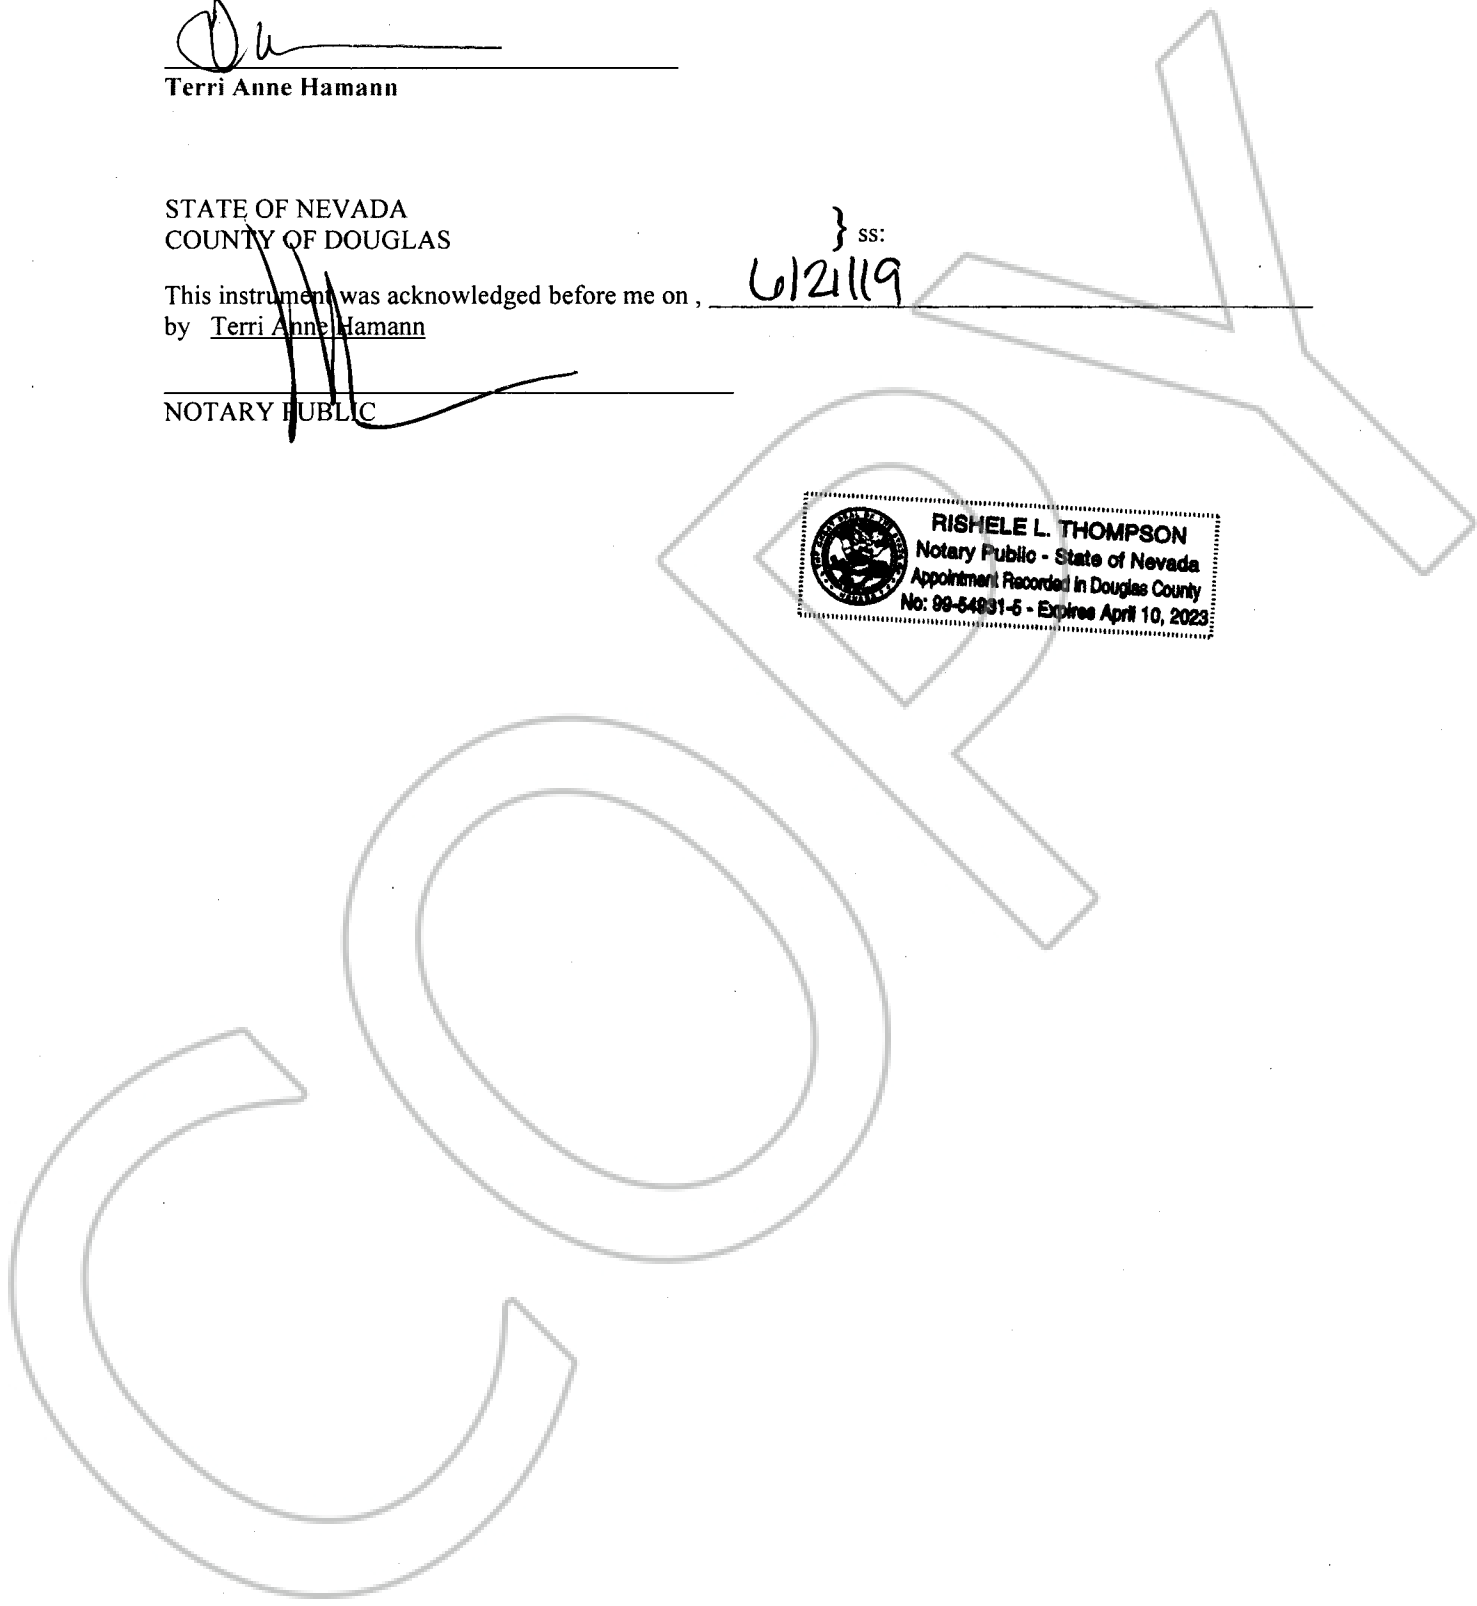 Terri Anne Hamann
STATE OF NEVADA
COUNTY OF DOUGLAS
} ss:
This instrument was acknowledged before me on , 6/21/19
by Terri Anne Hamann
NOTARY PUBLIC
RISHELE L. THOMPSON
Notary Public - State of Nevada
Appointment Recorded in Douglas County
No: 99-54931-5 - Expires April 10, 2023
COPY